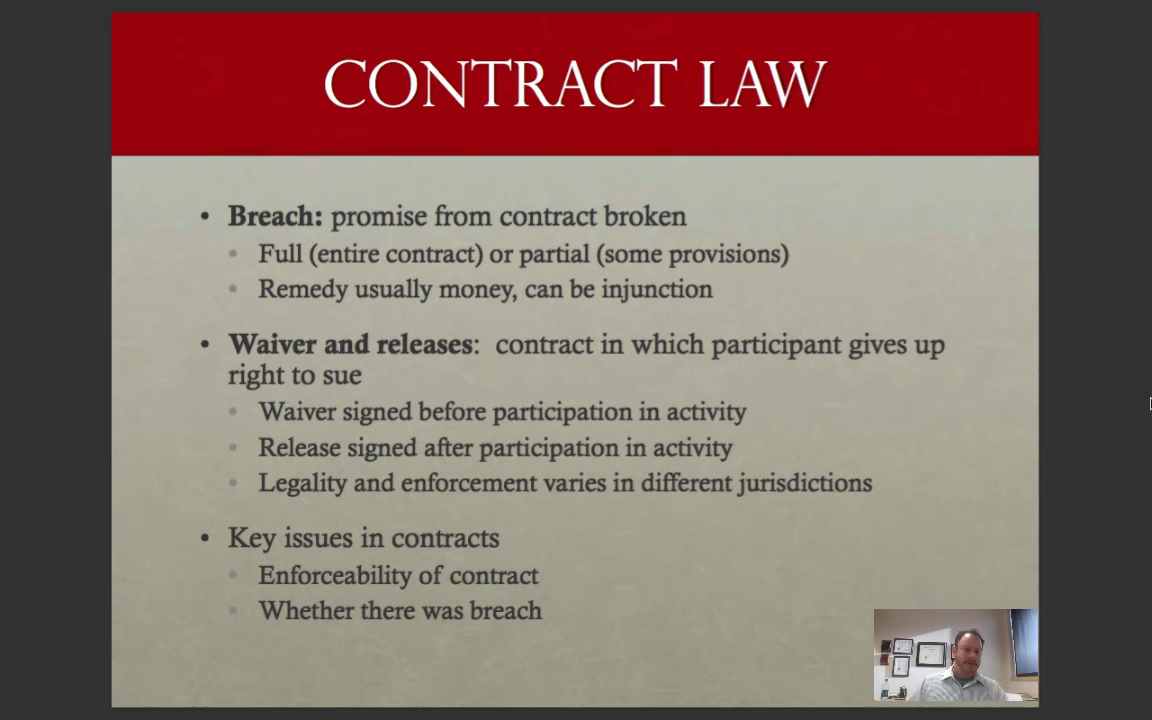 CONTRACT LAW
• Breach: promise from contract broken
• Full (entire contract) or partial (some provisions)
• Remedy usually money, can be injunction
• Waiver and releases: contract in which participant gives up
right to sue
• Waiver signed before participation in activity
• Release signed after participation in activity
• Legality and enforcement varies in different jurisdictions
• Key issues in contracts
• Enforceability of contract
• Whether there was breach